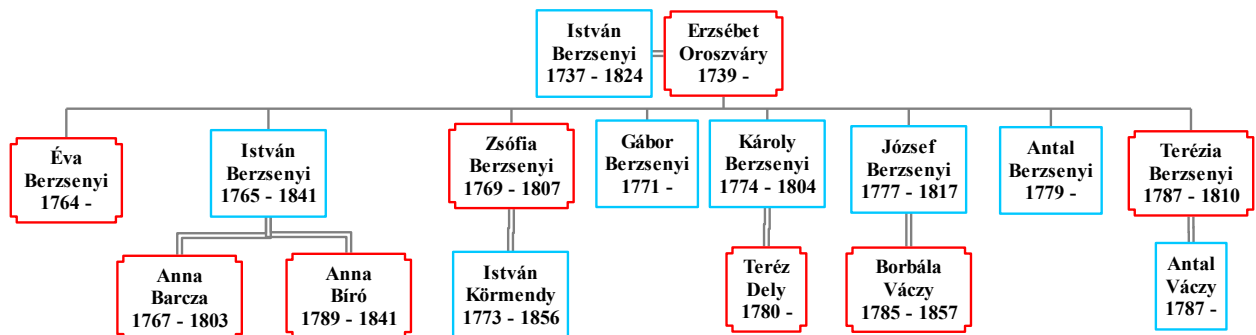 István
Berzsenyi
1737 - 1824
Erzsébet
Oroszváry
1739 -
Éva
Berzsenyi
1764 -
István
Berzsenyi
1765 - 1841
Zsófia
Berzsenyi
1769 - 1807
Gábor
Berzsenyi
1771 -
Károly
Berzsenyi
1774 - 1804
József
Berzsenyi
1777 - 1817
Antal
Berzsenyi
1779 -
Terézia
Berzsenyi
1787 - 1810
Anna
Barcza
1767 - 1803
Anna
Bíró
1789 - 1841
István
Körmendy
1773 - 1856
Teréz
Dely
1780 -
Borbála
Váczy
1785 - 1857
Antal
Váczy
1787 -